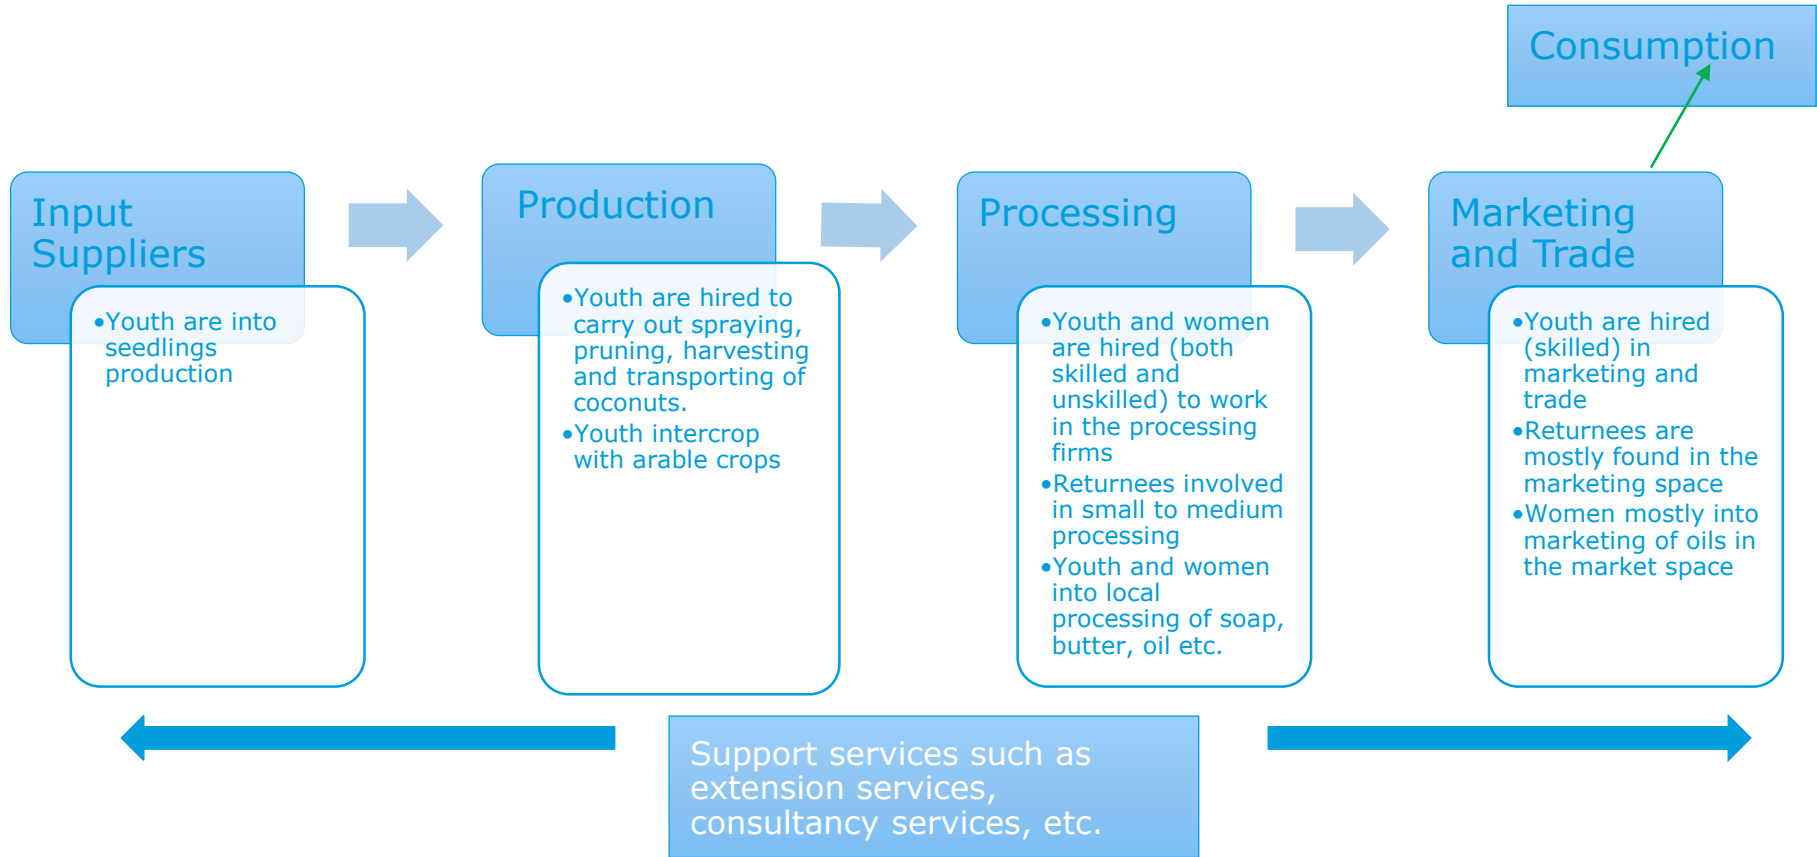 Consumption
Input
Suppliers
•Youth are into
seedlings
production
Production
•Youth are hired to
carry out spraying,
pruning, harvesting
and transporting of
coconuts.
•Youth intercrop
with arable crops
Processing
•Youth and women
are hired (both
skilled and
unskilled) to work
in the processing
firms
•Returnees involved
in small to medium
processing
•Youth and women
into local
processing of soap,
butter, oil etc.
Marketing
and Trade
•Youth are hired
(skilled) in
marketing and
trade
•Returnees are
mostly found in the
marketing space
•Women mostly into
marketing of oils in
the market space
Support services such as
extension services,
consultancy services, etc.